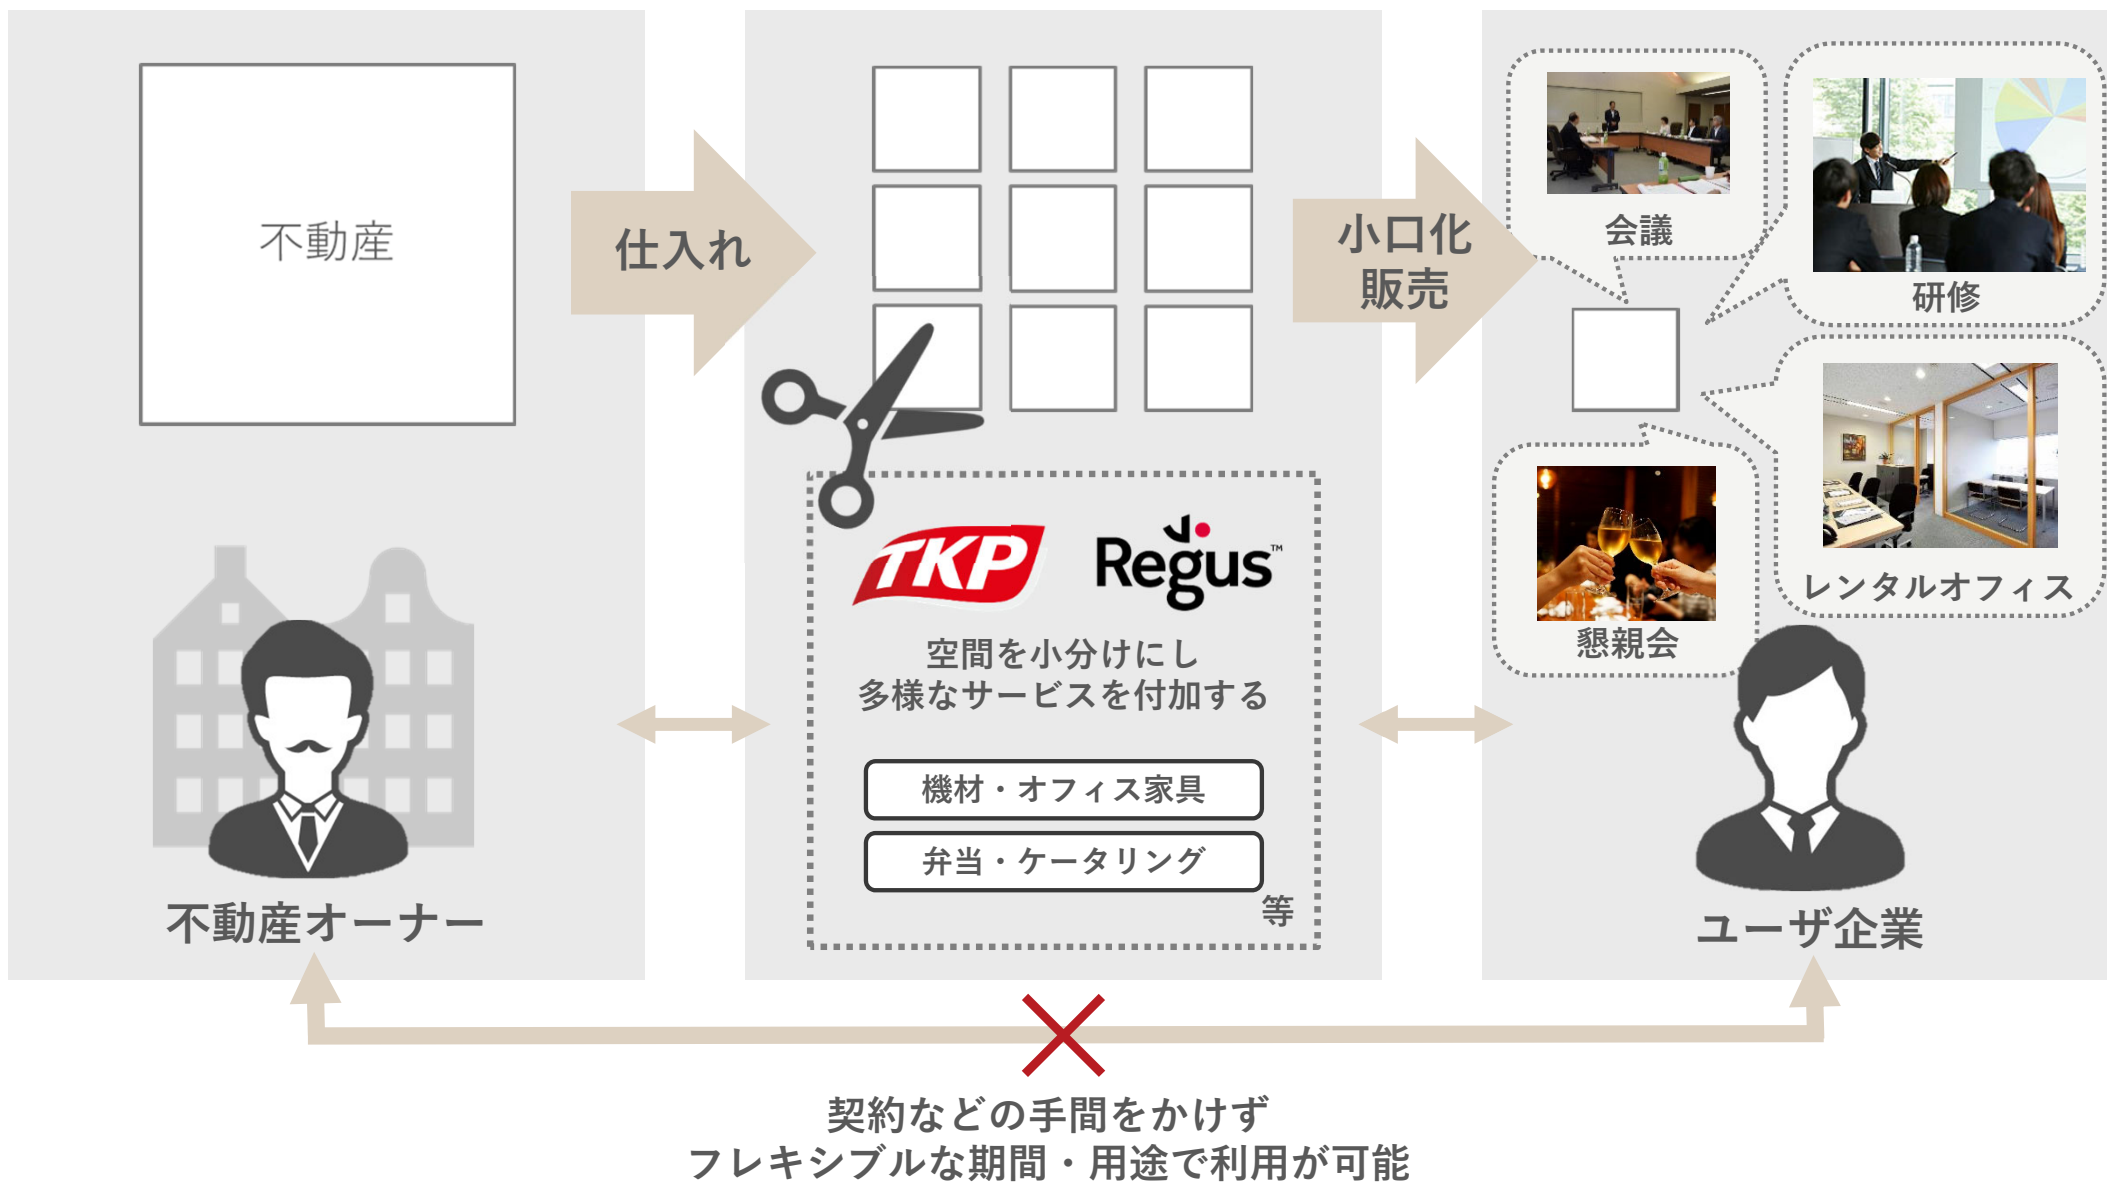 不動産
仕入れ
小口化
販売
会議
研修
レンタルオフィス
懇親会
TKP
Regus™
空間を小分けにし
多様なサービスを付加する
機材・オフィス家具
弁当・ケータリング
等
不動産オーナー
ユーザ企業
契約などの手間をかけず
フレキシブルな期間・用途で利用が可能